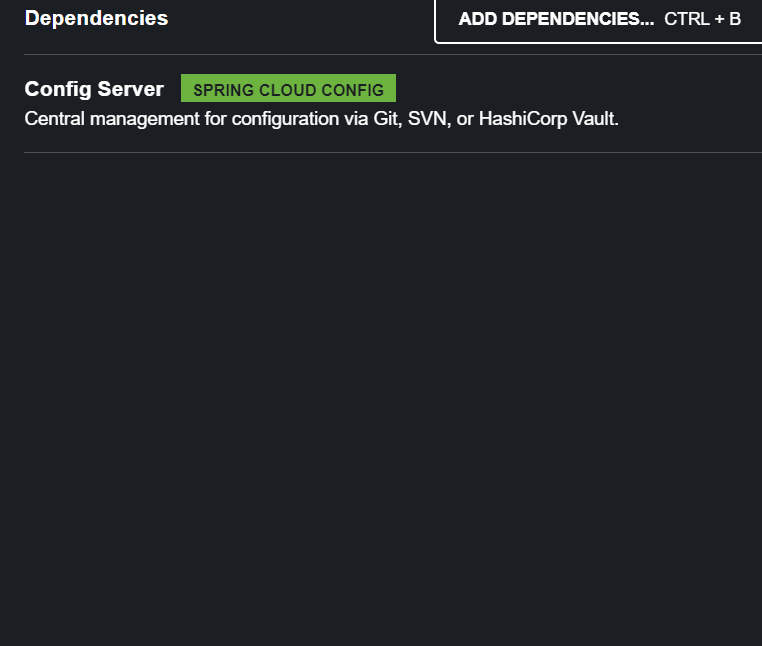 Dependencies
ADD DEPENDENCIES... CTRL + B
Config Server SPRING CLOUD CONFIG
Central management for configuration via Git, SVN, or HashiCorp Vault.